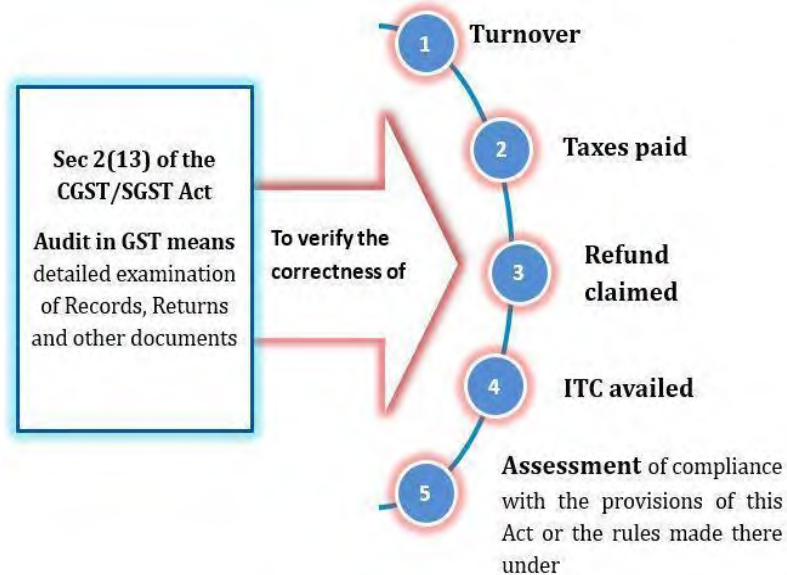 Sec 2(13) of the
CGST/SGST Act
Audit in GST means
detailed examination
of Records, Returns
and other documents
To verify the
correctness of
1
Turnover
2
Taxes paid
3
Refund
claimed
4
ITC availed
5
Assessment of compliance
with the provisions of this
Act or the rules made there
under